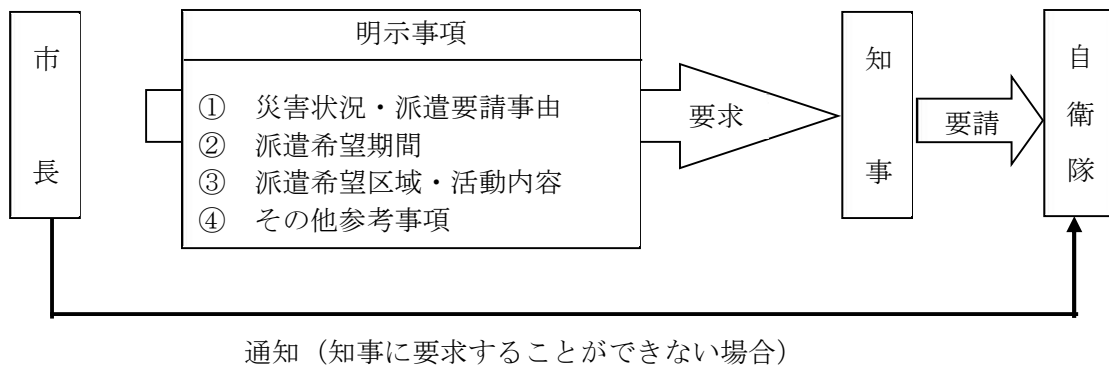 市長
明示事項
① 災害状況・派遣要請事由
② 派遣希望期間
③ 派遣希望区域・活動内容
④ その他参考事項
要求
知事
要請
自衛隊
通知（知事に要求することができない場合）